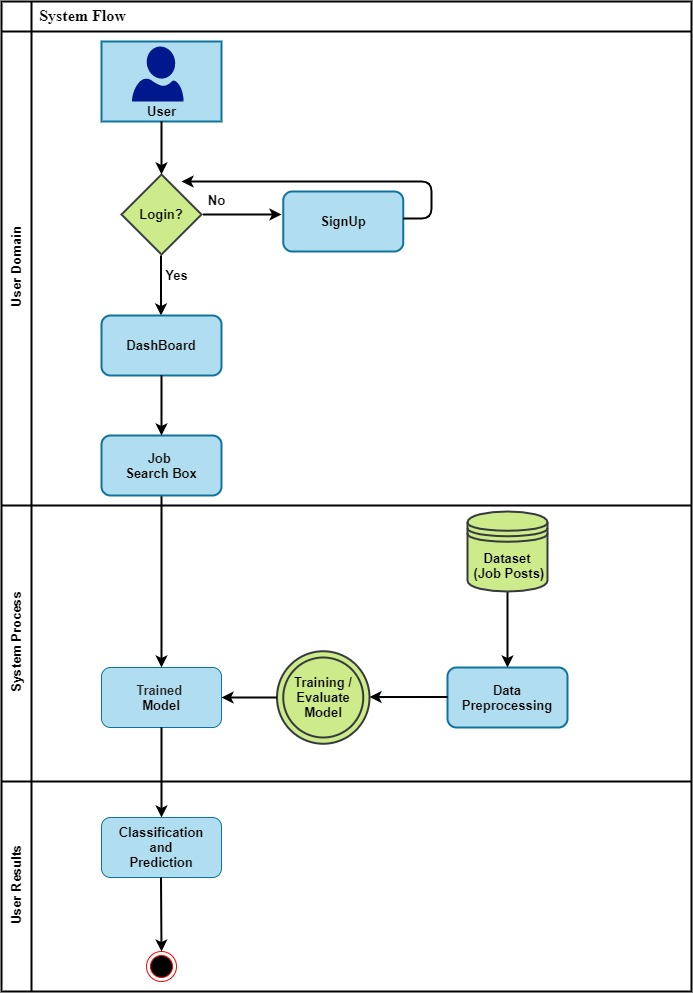 System Flow
User Domain
User
Login?
No
SignUp
Yes
DashBoard
Job
Search Box
System Process
Dataset
(Job Posts)
Trained
Model
Training /
Evaluate
Model
Data
Preprocessing
User Results
Classification
and
Prediction